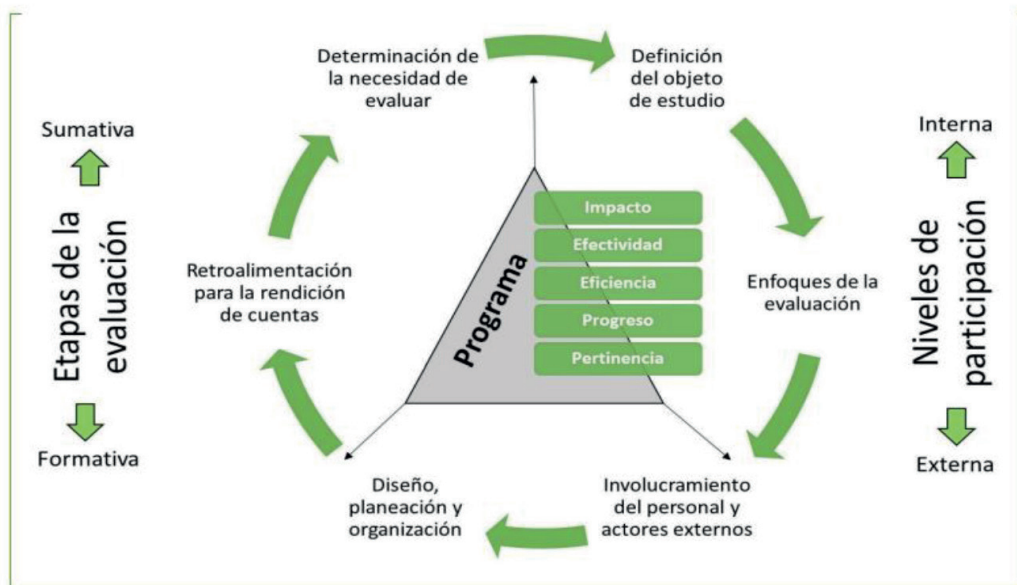 Determinación de
la necesidad de
evaluar
Definición
del objeto
de estudio
Sumativa
Etapas de la
evaluación
Formativa
Interna
Niveles de
participación
Externa
Retroalimentación
para la rendición
de cuentas
Programa
Impacto
Efectividad
Eficiencia
Progreso
Pertinencia
Enfoques de la
evaluación
Diseño,
planeación y
organización
Involucramiento
del personal y
actores externos